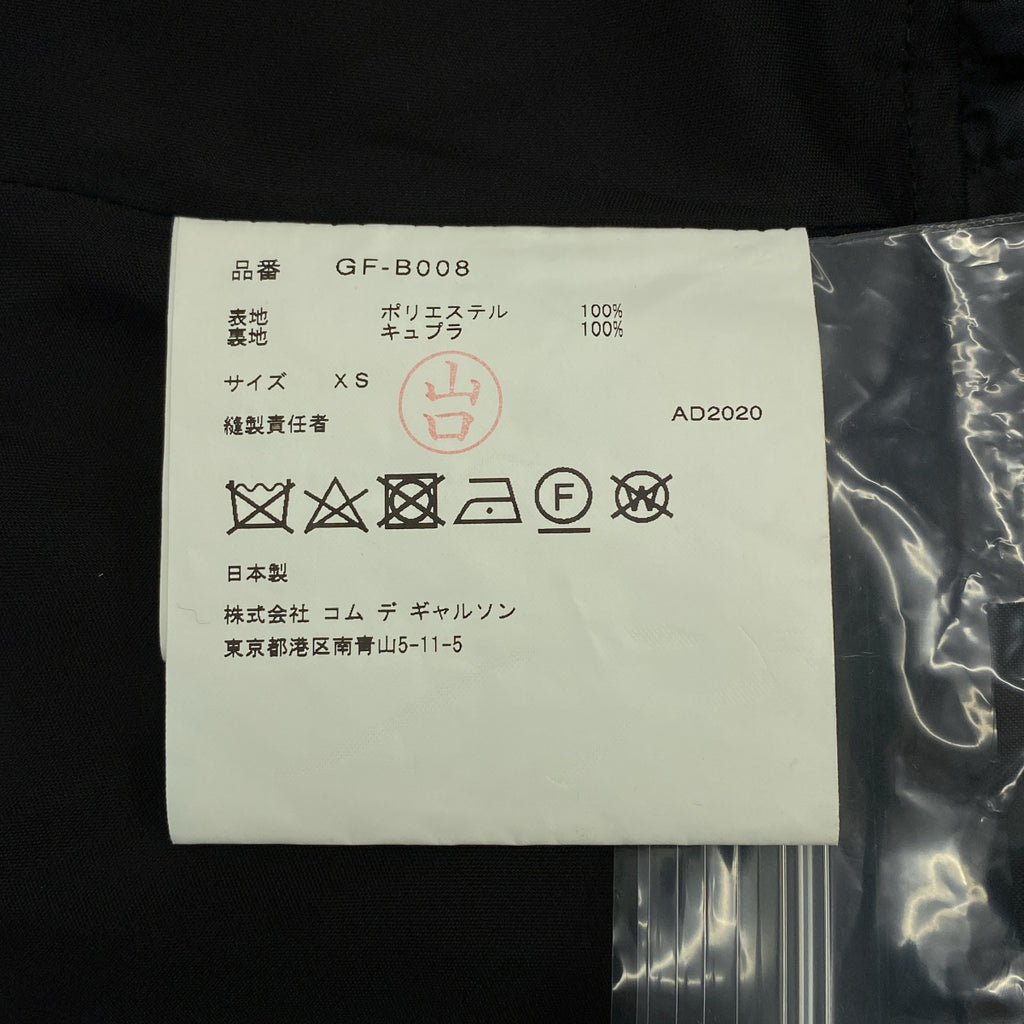 品番 GF-B008
表地 ポリエステル 100%
裏地 キュプラ 100%
サイズ XS
山口
縫製責任者 AD2020
F W
日本製
株式会社 コム デ ギャルソン
東京都港区南青山5-11-5